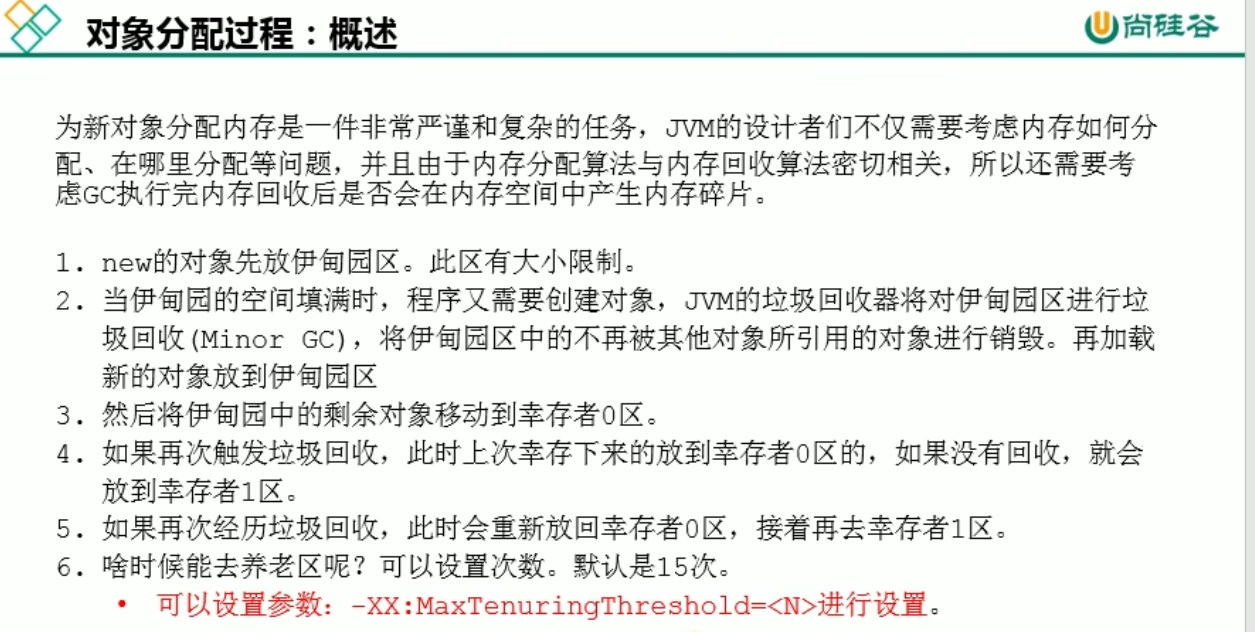 对象分配过程：概述
尚硅谷
为新对象分配内存是一件非常严谨和复杂的任务，JVM的设计者们不仅需要考虑内存如何分
配、在哪里分配等问题，并且由于内存分配算法与内存回收算法密切相关，所以还需要考
虑GC执行完内存回收后是否会在内存空间中产生内存碎片。
1. new的对象先放伊甸园区。此区有大小限制。
2. 当伊甸园的空间填满时，程序又需要创建对象，JVM的垃圾回收器将对伊甸园区进行垃
圾回收(Minor GC)，将伊甸园区中的不再被其他对象所引用的对象进行销毁。再加载
新的对象放到伊甸园区
3. 然后将伊甸园中的剩余对象移动到幸存者0区。
4. 如果再次触发垃圾回收，此时上次幸存下来的放到幸存者0区的，如果没有回收，就会
放到幸存者1区。
5. 如果再次经历垃圾回收，此时会重新放回幸存者0区，接着再去幸存者1区。
6. 啥时候能去养老区呢？可以设置次数。默认是15次。
• 可以设置参数：-XX:MaxTenuringThreshold=<N>进行设置。